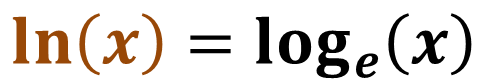 ln(x) = logₑ(x)